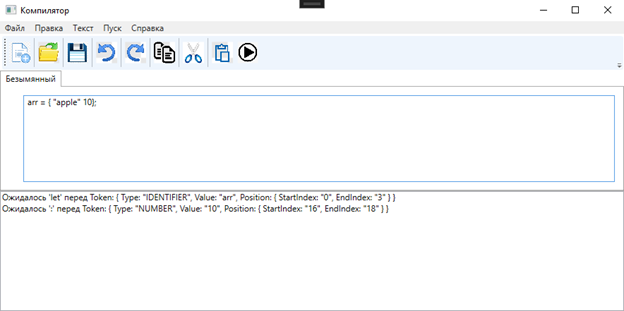 Компилятор
Файл Правка Текст Пуск Справка
Безымянный
arr = { "apple" 10};
Ожидалось 'let' перед Token: { Type: "IDENTIFIER", Value: "arr", Position: { StartIndex: "0", EndIndex: "3" } }
Ожидалось ':' перед Token: { Type: "NUMBER", Value: "10", Position: { StartIndex: "16", EndIndex: "18" } }